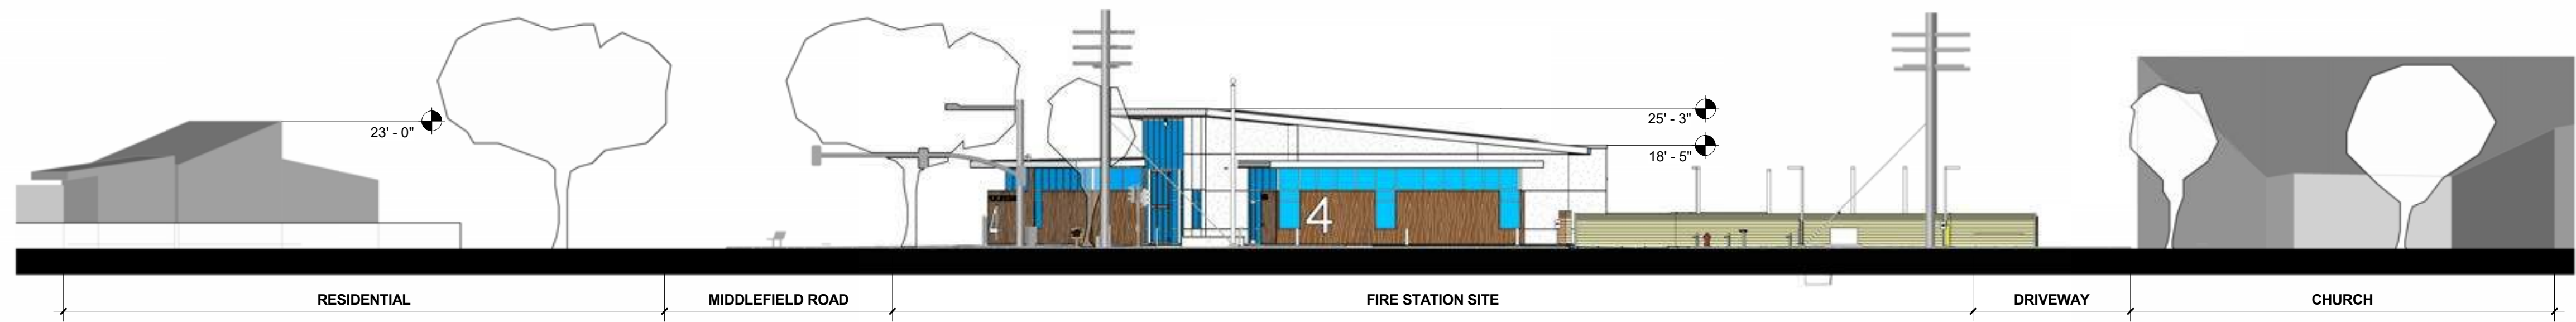 25' - 3"
23' - 0"
18' - 5"
4
4
RESIDENTIAL
MIDDLEFIELD ROAD
FIRE STATION SITE
DRIVEWAY
CHURCH